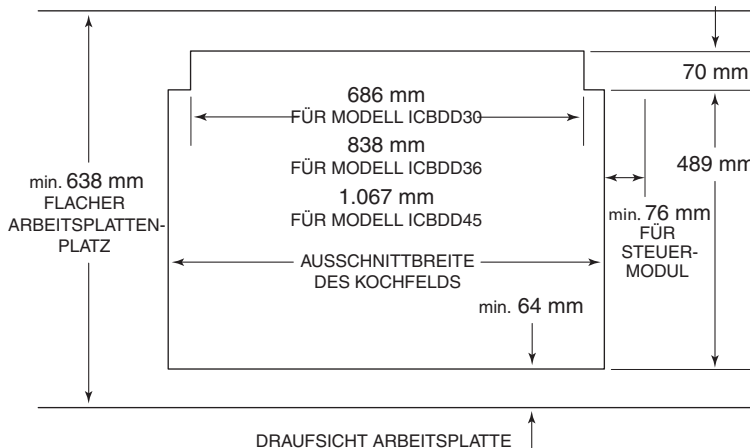 70 mm
686 mm
FÜR MODELL ICBDD30
838 mm
FÜR MODELL ICBDD36
1.067 mm
FÜR MODELL ICBDD45
489 mm
min. 638 mm
FLACHER
ARBEITSPLATTEN-
PLATZ
min. 76 mm
FÜR
STEUER-
MODUL
AUSSCHNITTBREITE
DES KOCHFELDS
min. 64 mm
DRAUFSICHT ARBEITSPLATTE